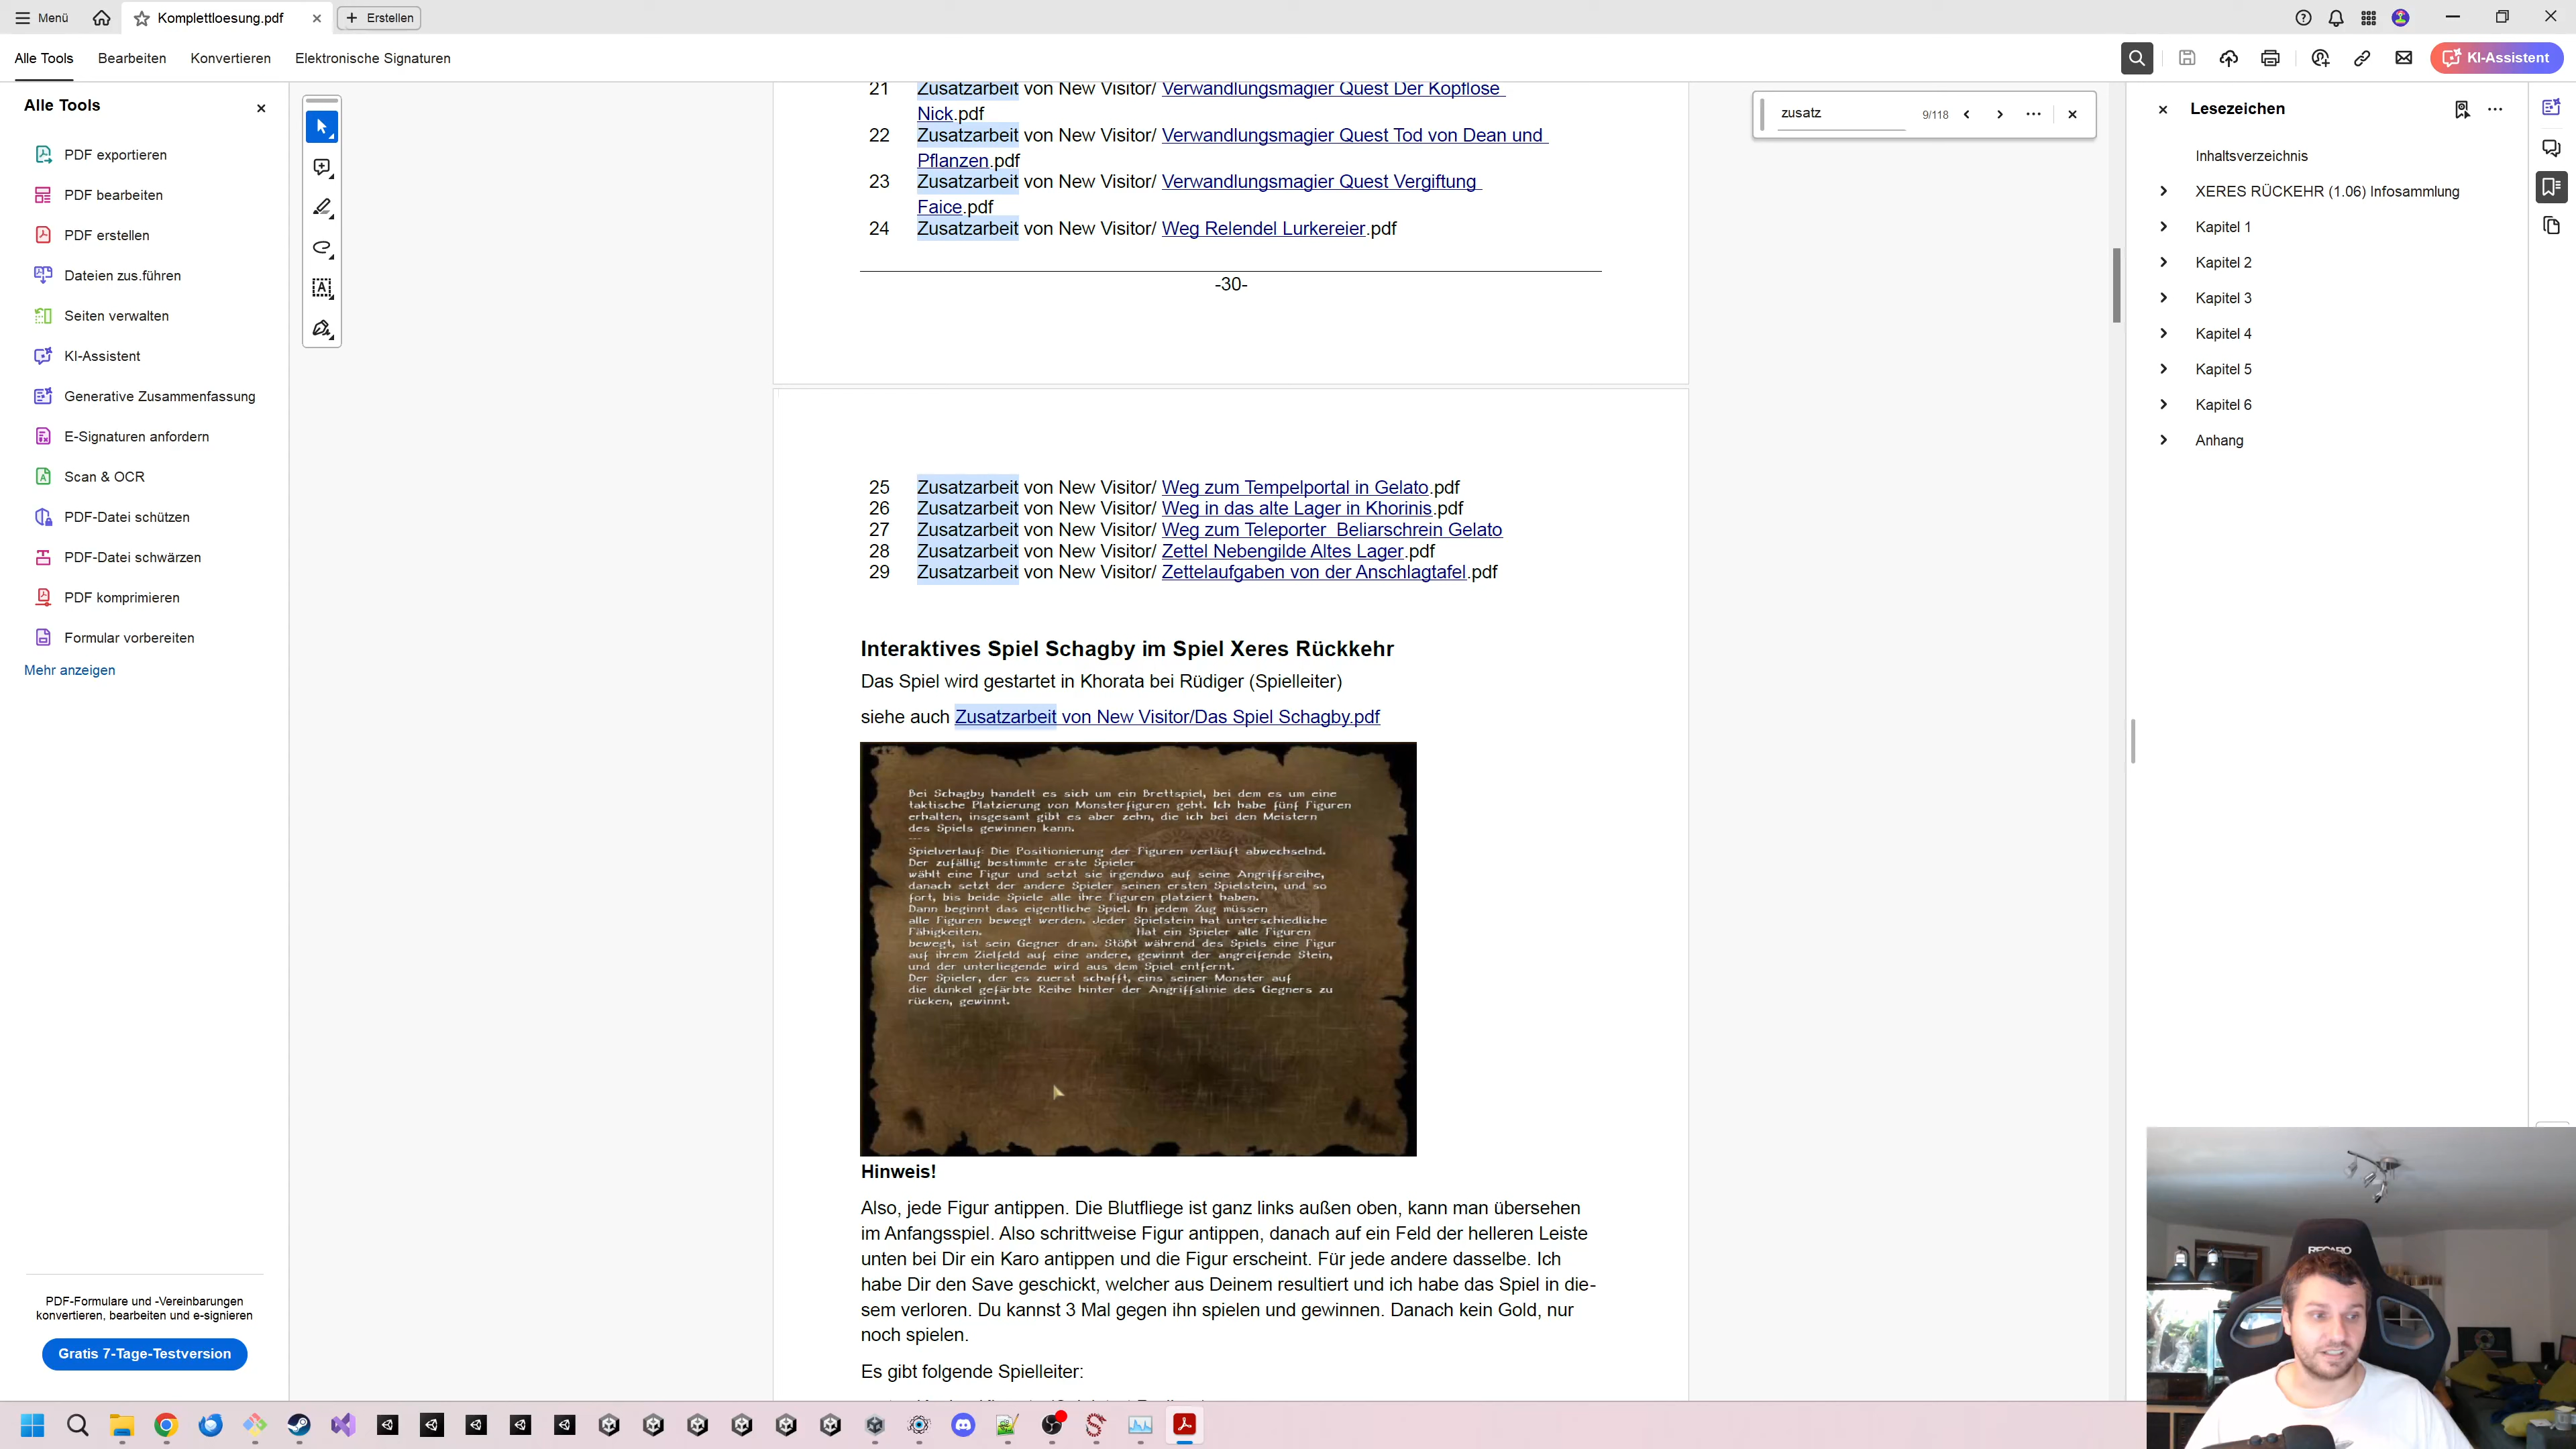 Menü
Komplettloesung.pdf
Erstellen
Alle Tools
Bearbeiten
Konvertieren
Elektronische Signaturen
KI-Assistent
Alle Tools
PDF exportieren
PDF bearbeiten
PDF erstellen
Dateien zus.führen
Seiten verwalten
KI-Assistent
Generative Zusammenfassung
E-Signaturen anfordern
Scan & OCR
PDF-Datei schützen
PDF-Datei schwärzen
PDF komprimieren
Formular vorbereiten
Mehr anzeigen
PDF-Formulare und -Vereinbarungen
konvertieren, bearbeiten und e-signieren
Gratis 7-Tage-Testversion
21 Zusatzarbeit von New Visitor/ Verwandlungsmagier Quest Der Kopflose
Nick.pdf
22 Zusatzarbeit von New Visitor/ Verwandlungsmagier Quest Tod von Dean und
Pflanzen.pdf
23 Zusatzarbeit von New Visitor/ Verwandlungsmagier Quest Vergiftung
Faice.pdf
24 Zusatzarbeit von New Visitor/ Weg Relendel Lurkereier.pdf
-30-
25 Zusatzarbeit von New Visitor/ Weg zum Tempelportal in Gelato.pdf
26 Zusatzarbeit von New Visitor/ Weg in das alte Lager in Khorinis.pdf
27 Zusatzarbeit von New Visitor/ Weg zum Teleporter Beliarschrein Gelato
28 Zusatzarbeit von New Visitor/ Zettel Nebengilde Altes Lager.pdf
29 Zusatzarbeit von New Visitor/ Zettelaufgaben von der Anschlagtafel.pdf
Interaktives Spiel Schagby im Spiel Xeres Rückkehr
Das Spiel wird gestartet in Khorata bei Rüdiger (Spielleiter)
siehe auch Zusatzarbeit von New Visitor/Das Spiel Schagby.pdf
Bei Schagby handelt es sich um ein Brettspiel, bei dem es um eine
taktische Platzierung von Monsterfiguren geht. Ich habe fünf Figuren
erhalten, insgesamt gibt es aber zehn, die ich bei den Meistern
des Spiels gewinnen kann.
---
Spielverlauf: Die Positionierung der Figuren verläuft abwechselnd.
Der zufällig bestimmte erste Spieler
wählt eine Figur und setzt sie irgendwo auf seine Angriffsreihe,
danach setzt der andere Spieler seinen ersten Spielstein, und so
fort, bis beide Spiele alle ihre Figuren platziert haben.
Dann beginnt das eigentliche Spiel. In jedem Zug müssen
alle Figuren bewegt werden. Jeder Spielstein hat unterschiedliche
Fähigkeiten. Hat ein Spieler alle Figuren
bewegt, ist sein Gegner dran. Stößt während des Spiels eine Figur
auf ihrem Zielfeld auf eine andere, gewinnt der angreifende Stein,
und der unterliegende wird aus dem Spiel entfernt.
Der Spieler, der es zuerst schafft, eins seiner Monster auf
die dunkel gefärbte Reihe hinter der Angriffslinie des Gegners zu
rücken, gewinnt.
Hinweis!
Also, jede Figur antippen. Die Blutfliege ist ganz links außen oben, kann man übersehen
im Anfangsspiel. Also schrittweise Figur antippen, danach auf ein Feld der helleren Leiste
unten bei Dir ein Karo antippen und die Figur erscheint. Für jede andere dasselbe. Ich
habe Dir den Save geschickt, welcher aus Deinem resultiert und ich habe das Spiel in die-
sem verloren. Du kannst 3 Mal gegen ihn spielen und gewinnen. Danach kein Gold, nur
noch spielen.
Es gibt folgende Spielleiter:
zusatz
9/118
Lesezeichen
Inhaltsverzeichnis
XERES RÜCKEHR (1.06) Infosammlung
Kapitel 1
Kapitel 2
Kapitel 3
Kapitel 4
Kapitel 5
Kapitel 6
Anhang
RECARO